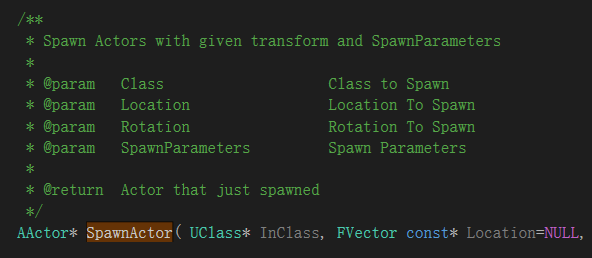 /**
* Spawn Actors with given transform and SpawnParameters
*
* @param Class Class to Spawn
* @param Location Location To Spawn
* @param Rotation Rotation To Spawn
* @param SpawnParameters Spawn Parameters
*
* @return Actor that just spawned
*/
AActor* SpawnActor( UClass* InClass, FVector const* Location=NULL,